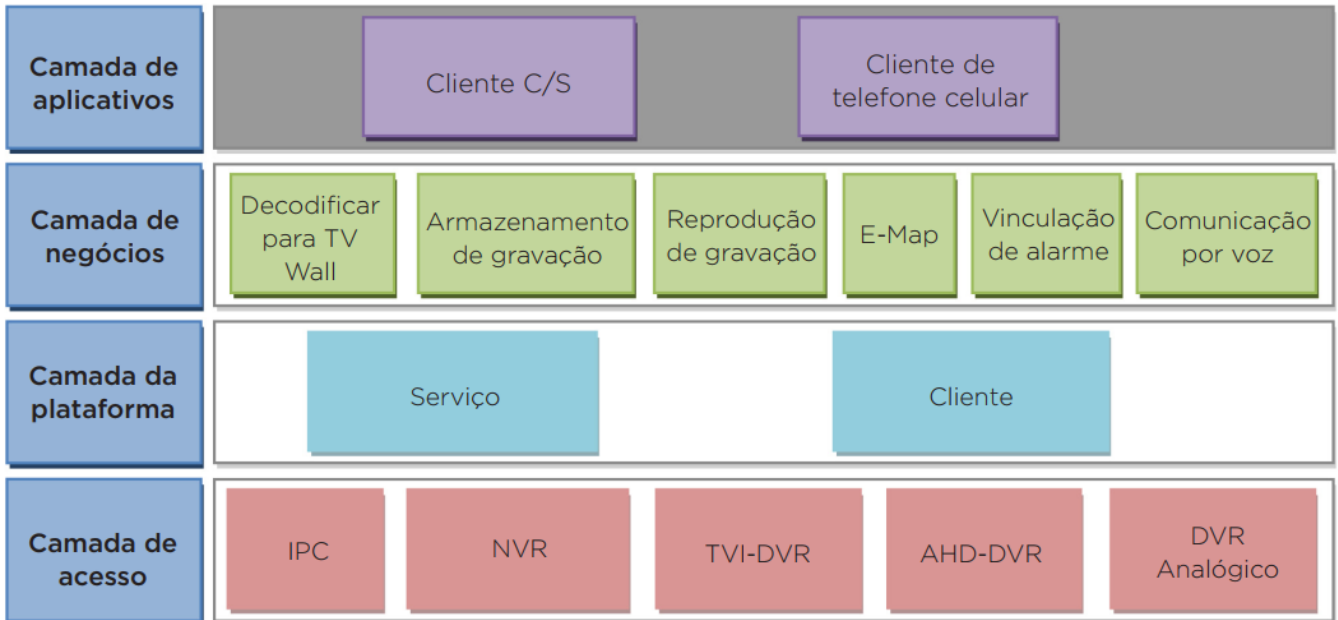 Camada de
aplicativos
Cliente C/S
Cliente de
telefone celular
Camada de
negócios
Decodificar
para TV
Wall
Armazenamento
de gravação
Reprodução
de gravação
E-Map
Vinculação
de alarme
Comunicação
por voz
Camada da
plataforma
Serviço
Cliente
Camada de
acesso
IPC
NVR
TVI-DVR
AHD-DVR
DVR
Analógico